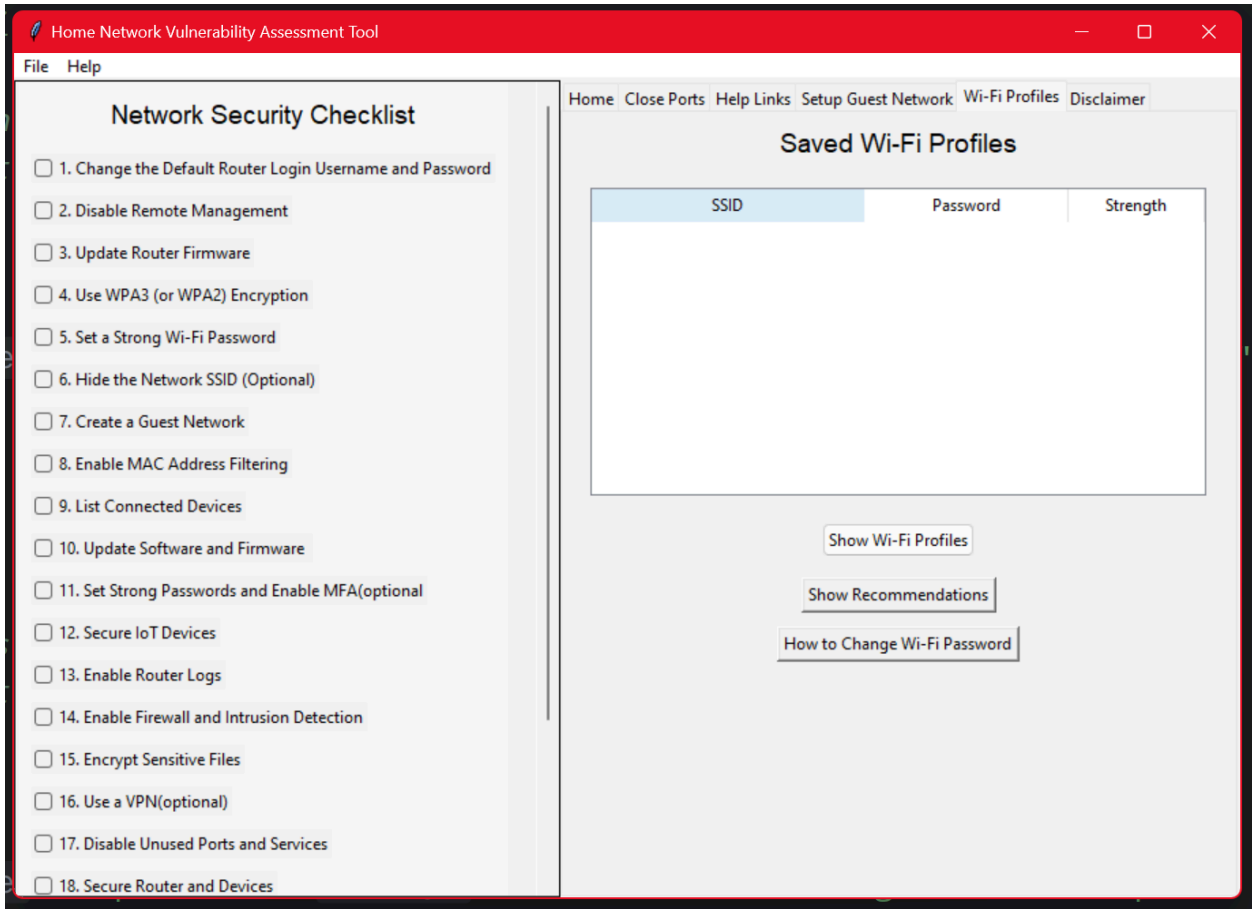 Home Network Vulnerability Assessment Tool
File Help
Network Security Checklist
1. Change the Default Router Login Username and Password
2. Disable Remote Management
3. Update Router Firmware
4. Use WPA3 (or WPA2) Encryption
5. Set a Strong Wi-Fi Password
6. Hide the Network SSID (Optional)
7. Create a Guest Network
8. Enable MAC Address Filtering
9. List Connected Devices
10. Update Software and Firmware
11. Set Strong Passwords and Enable MFA(optional
12. Secure IoT Devices
13. Enable Router Logs
14. Enable Firewall and Intrusion Detection
15. Encrypt Sensitive Files
16. Use a VPN(optional)
17. Disable Unused Ports and Services
18. Secure Router and Devices
Home Close Ports Help Links Setup Guest Network Wi-Fi Profiles Disclaimer
Saved Wi-Fi Profiles
SSID Password Strength
Show Wi-Fi Profiles
Show Recommendations
How to Change Wi-Fi Password